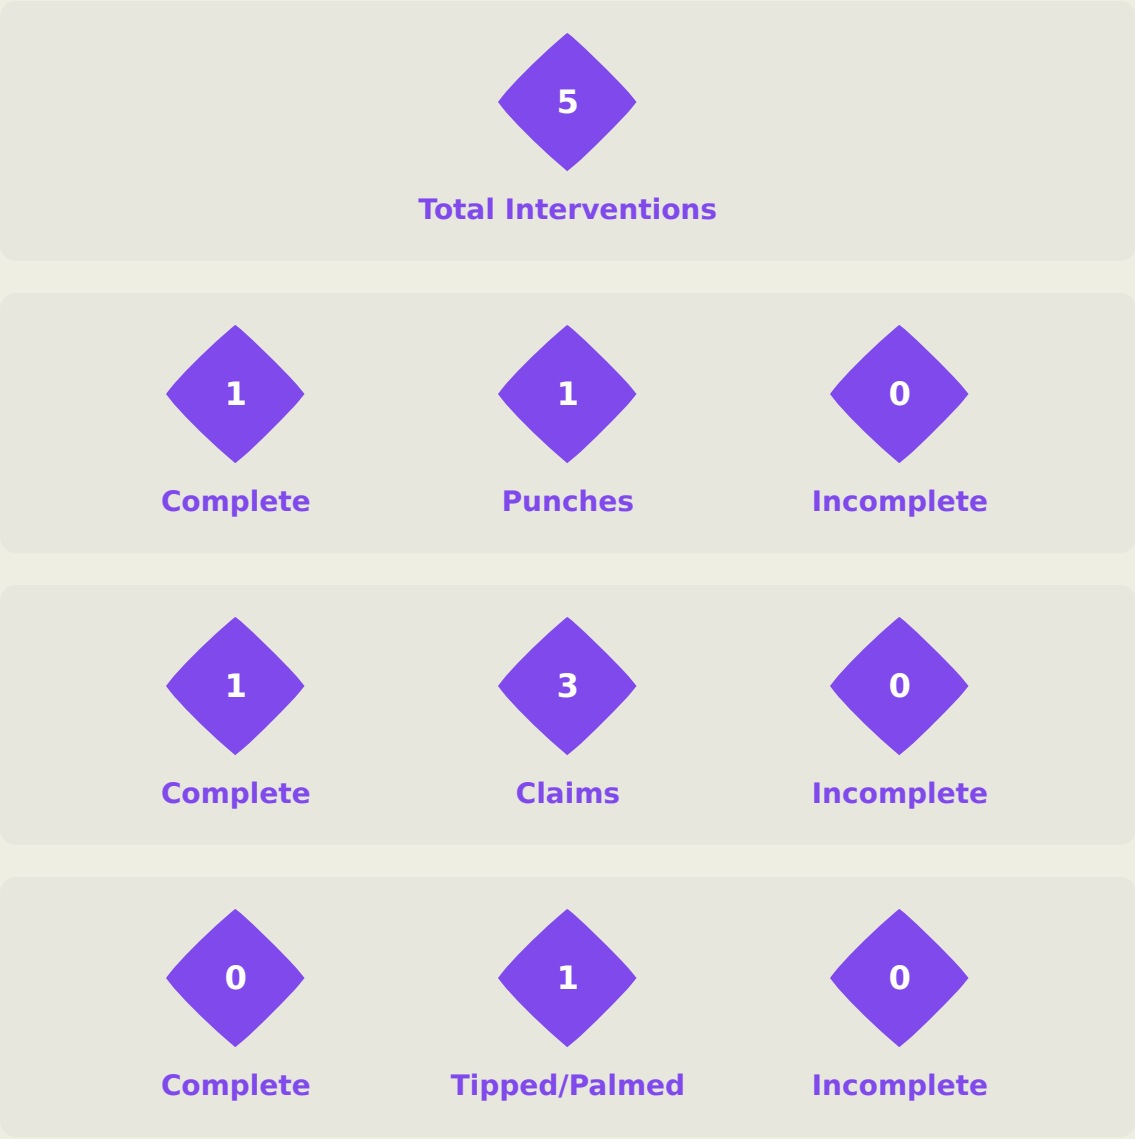 5
Total Interventions
1 1 0
Complete Punches Incomplete
1 3 0
Complete Claims Incomplete
0 1 0
Complete Tipped/Palmed Incomplete